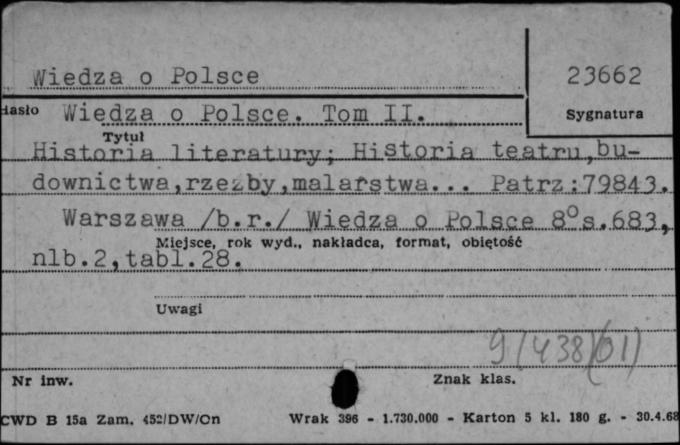 Wiedza o Polsce
23662
Hasło
Sygnatura
Wiedza o Polsce. Tom II.
Tytuł
Historia literatury; Historia teatru,bu-
downictwa,rzeźby,malarstwa... Patrz:79843.
Warszawa /b.r./ Wiedza o Polsce 8°s.683,
Miejsce, rok wyd., nakładca, format, objętość
nlb.2,tabl.28.
Uwagi
9(438)(01)
Nr inw.
Znak klas.
CWD B 15a Zam. 452/DW/Cn Wrak 396 - 1.730.000 - Karton 5 kl. 180 g. - 30.4.68